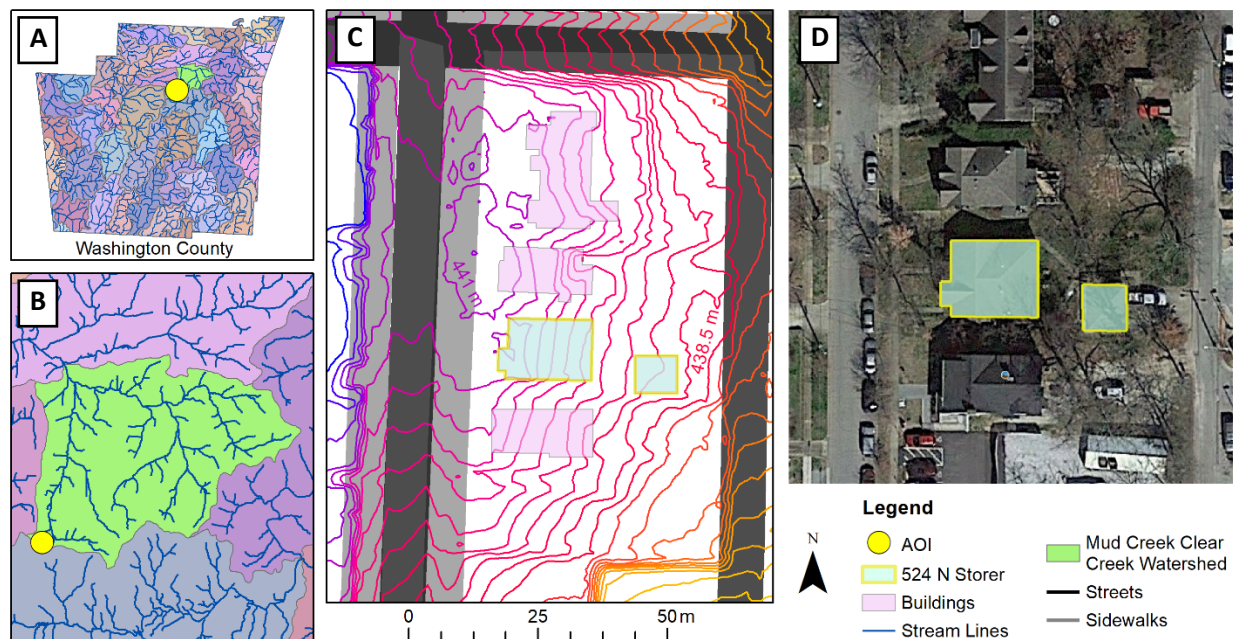 A
Washington County
B
C
441 m
438.5 m
0 25 50 m
D
Legend
N
AOI
524 N Storer
Buildings
Stream Lines
Mud Creek Clear
Creek Watershed
Streets
Sidewalks